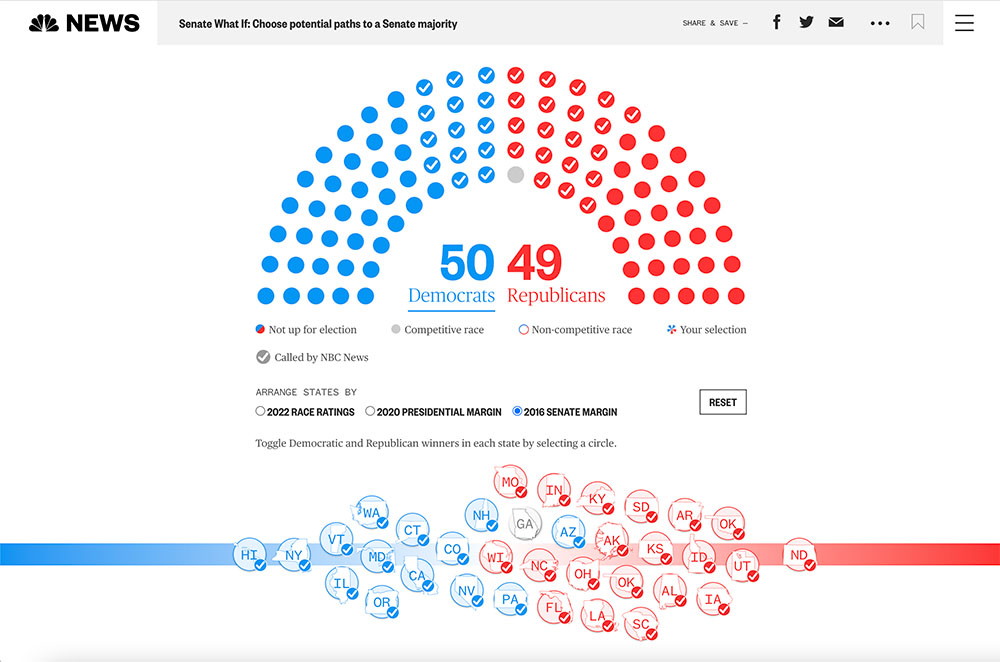 NEWS
Senate What If: Choose potential paths to a Senate majority
SHARE & SAVE —
50 49
Democrats Republicans
Not up for election Competitive race Non-competitive race Your selection
Called by NBC News
ARRANGE STATES BY
2022 RACE RATINGS 2020 PRESIDENTIAL MARGIN 2016 SENATE MARGIN
RESET
Toggle Democratic and Republican winners in each state by selecting a circle.
MO IN KY SD AR OK
WA NH GA AZ
VT CT CO WI AK KS ID UT ND
HI NY MD
IL CA NV PA NC OH OK AL IA
OR FL LA SC